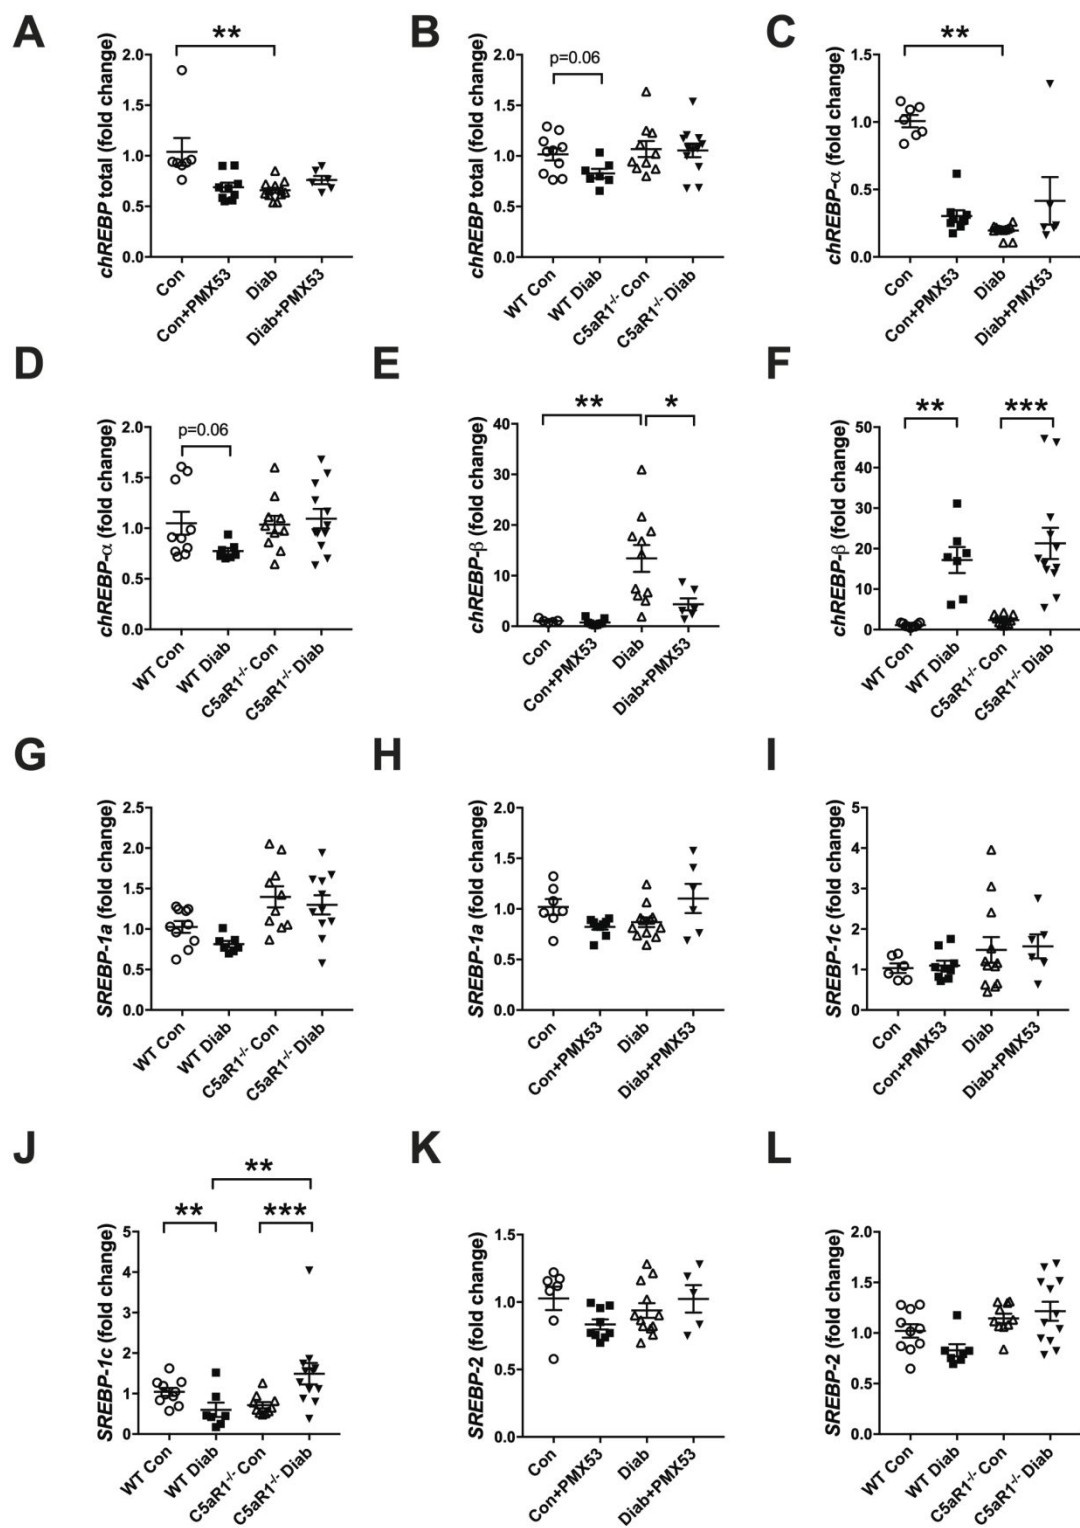 A
B
C
chREBP total (fold change)
2.0
1.5
1.0
0.5
0.0
**
Con
Con+PMX53
Diab
Diab+PMX53
chREBP total (fold change)
2.0
1.5
1.0
0.5
0.0
p=0.06
WT Con
WT Diab
C5aR1-/- Con
C5aR1-/- Diab
chREBP-α (fold change)
1.5
1.0
0.5
0.0
**
Con
Con+PMX53
Diab
Diab+PMX53
D
E
F
chREBP-α (fold change)
2.0
1.5
1.0
0.5
0.0
p=0.06
WT Con
WT Diab
C5aR1-/- Con
C5aR1-/- Diab
chREBP-β (fold change)
40
30
20
10
0
**
*
Con
Con+PMX53
Diab
Diab+PMX53
chREBP-β (fold change)
50
40
30
20
10
0
**
***
WT Con
WT Diab
C5aR1-/- Con
C5aR1-/- Diab
G
H
I
SREBP-1a (fold change)
2.5
2.0
1.5
1.0
0.5
0.0
WT Con
WT Diab
C5aR1-/- Con
C5aR1-/- Diab
SREBP-1a (fold change)
2.0
1.5
1.0
0.5
0.0
Con
Con+PMX53
Diab
Diab+PMX53
SREBP-1c (fold change)
5
4
3
2
1
0
Con
Con+PMX53
Diab
Diab+PMX53
J
K
L
SREBP-1c (fold change)
5
4
3
2
1
0
**
**
***
WT Con
WT Diab
C5aR1-/- Con
C5aR1-/- Diab
SREBP-2 (fold change)
1.5
1.0
0.5
0.0
Con
Con+PMX53
Diab
Diab+PMX53
SREBP-2 (fold change)
2.0
1.5
1.0
0.5
0.0
WT Con
WT Diab
C5aR1-/- Con
C5aR1-/- Diab